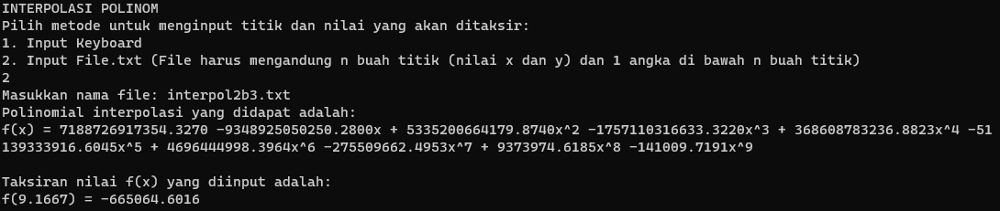 INTERPOLASI POLINOM
Pilih metode untuk menginput titik dan nilai yang akan ditaksir:
1. Input Keyboard
2. Input File.txt (File harus mengandung n buah titik (nilai x dan y) dan 1 angka di bawah n buah titik)
2
Masukkan nama file: interpol2b3.txt
Polinomial interpolasi yang didapat adalah:
f(x) = 7188726917354.3270 -9348925050250.2800x + 5335200664179.8740x^2 -1757110316633.3220x^3 + 368608783236.8823x^4 -51
139333916.6045x^5 + 4696444998.3964x^6 -275509662.4953x^7 + 9373974.6185x^8 -141009.7191x^9
Taksiran nilai f(x) yang diinput adalah:
f(9.1667) = -665064.6016